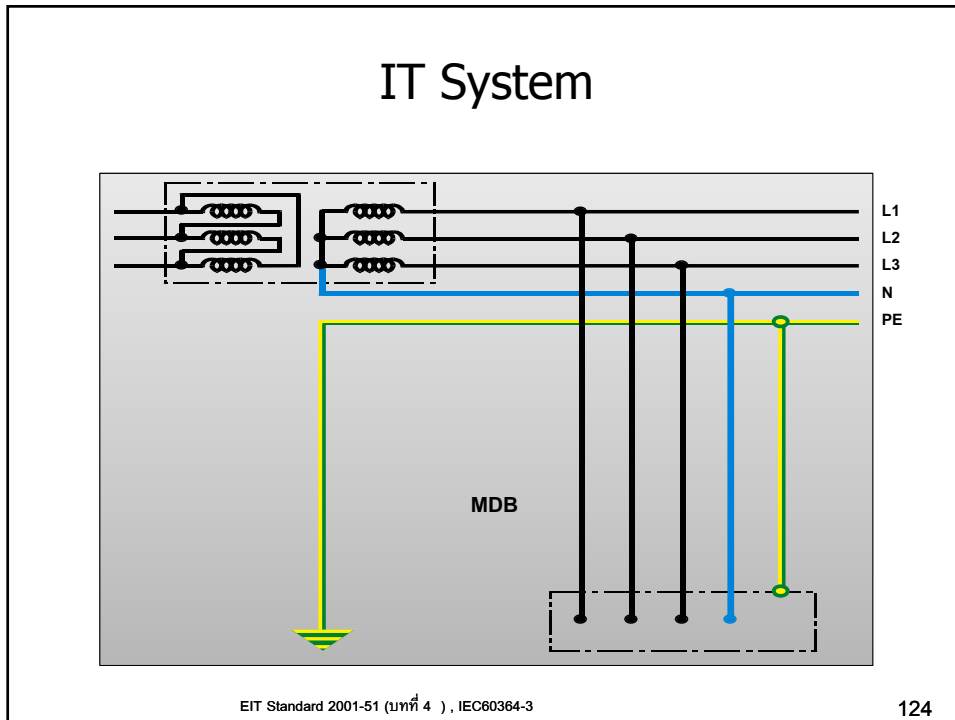 IT System
L1
L2
L3
N
PE
MDB
EIT Standard 2001-51 (บทที่ 4 ) , IEC60364-3
124